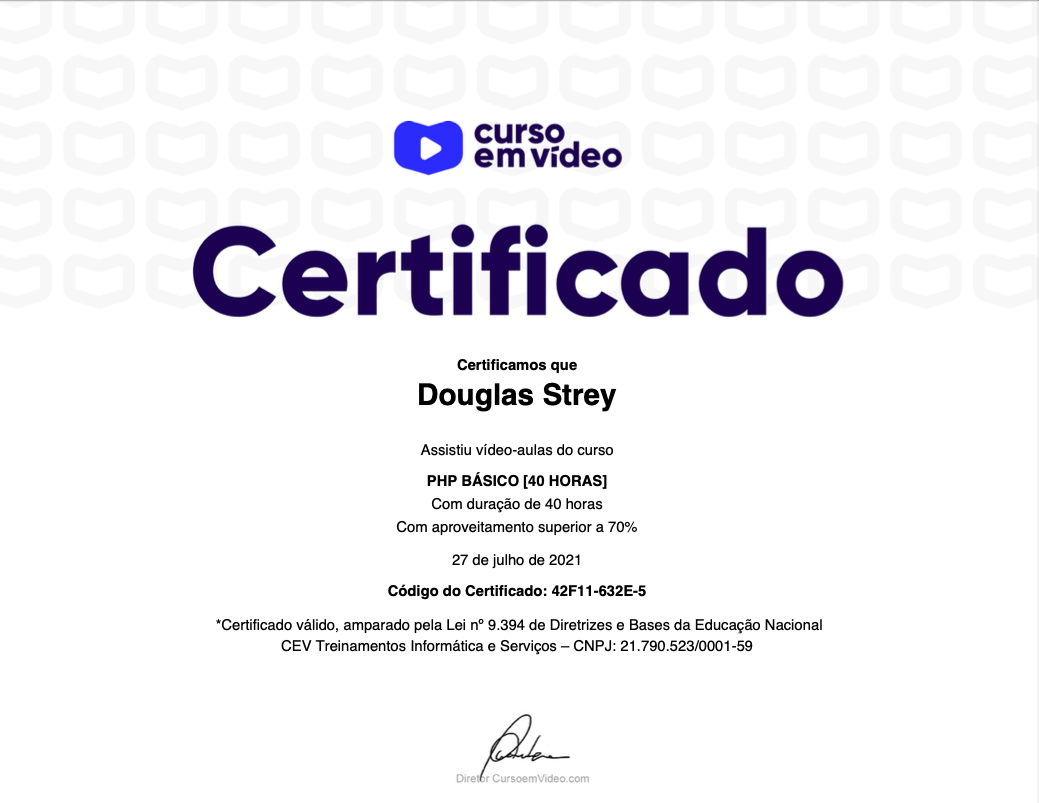 curso
em vídeo
Certificado
Certificamos que
Douglas Strey
Assistiu vídeo-aulas do curso
PHP BÁSICO [40 HORAS]
Com duração de 40 horas
Com aproveitamento superior a 70%
27 de julho de 2021
Código do Certificado: 42F11-632E-5
*Certificado válido, amparado pela Lei nº 9.394 de Diretrizes e Bases da Educação Nacional
CEV Treinamentos Informática e Serviços – CNPJ: 21.790.523/0001-59
Diretor CursoemVideo.com